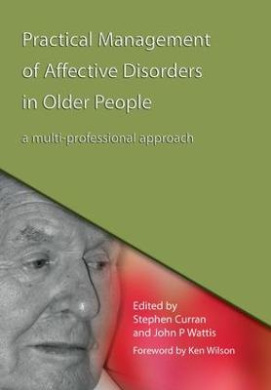 Practical Management
of Affective Disorders
in Older People
a multi-professional approach
Edited by
Stephen Curran
and John P Wattis
Foreword by Ken Wilson